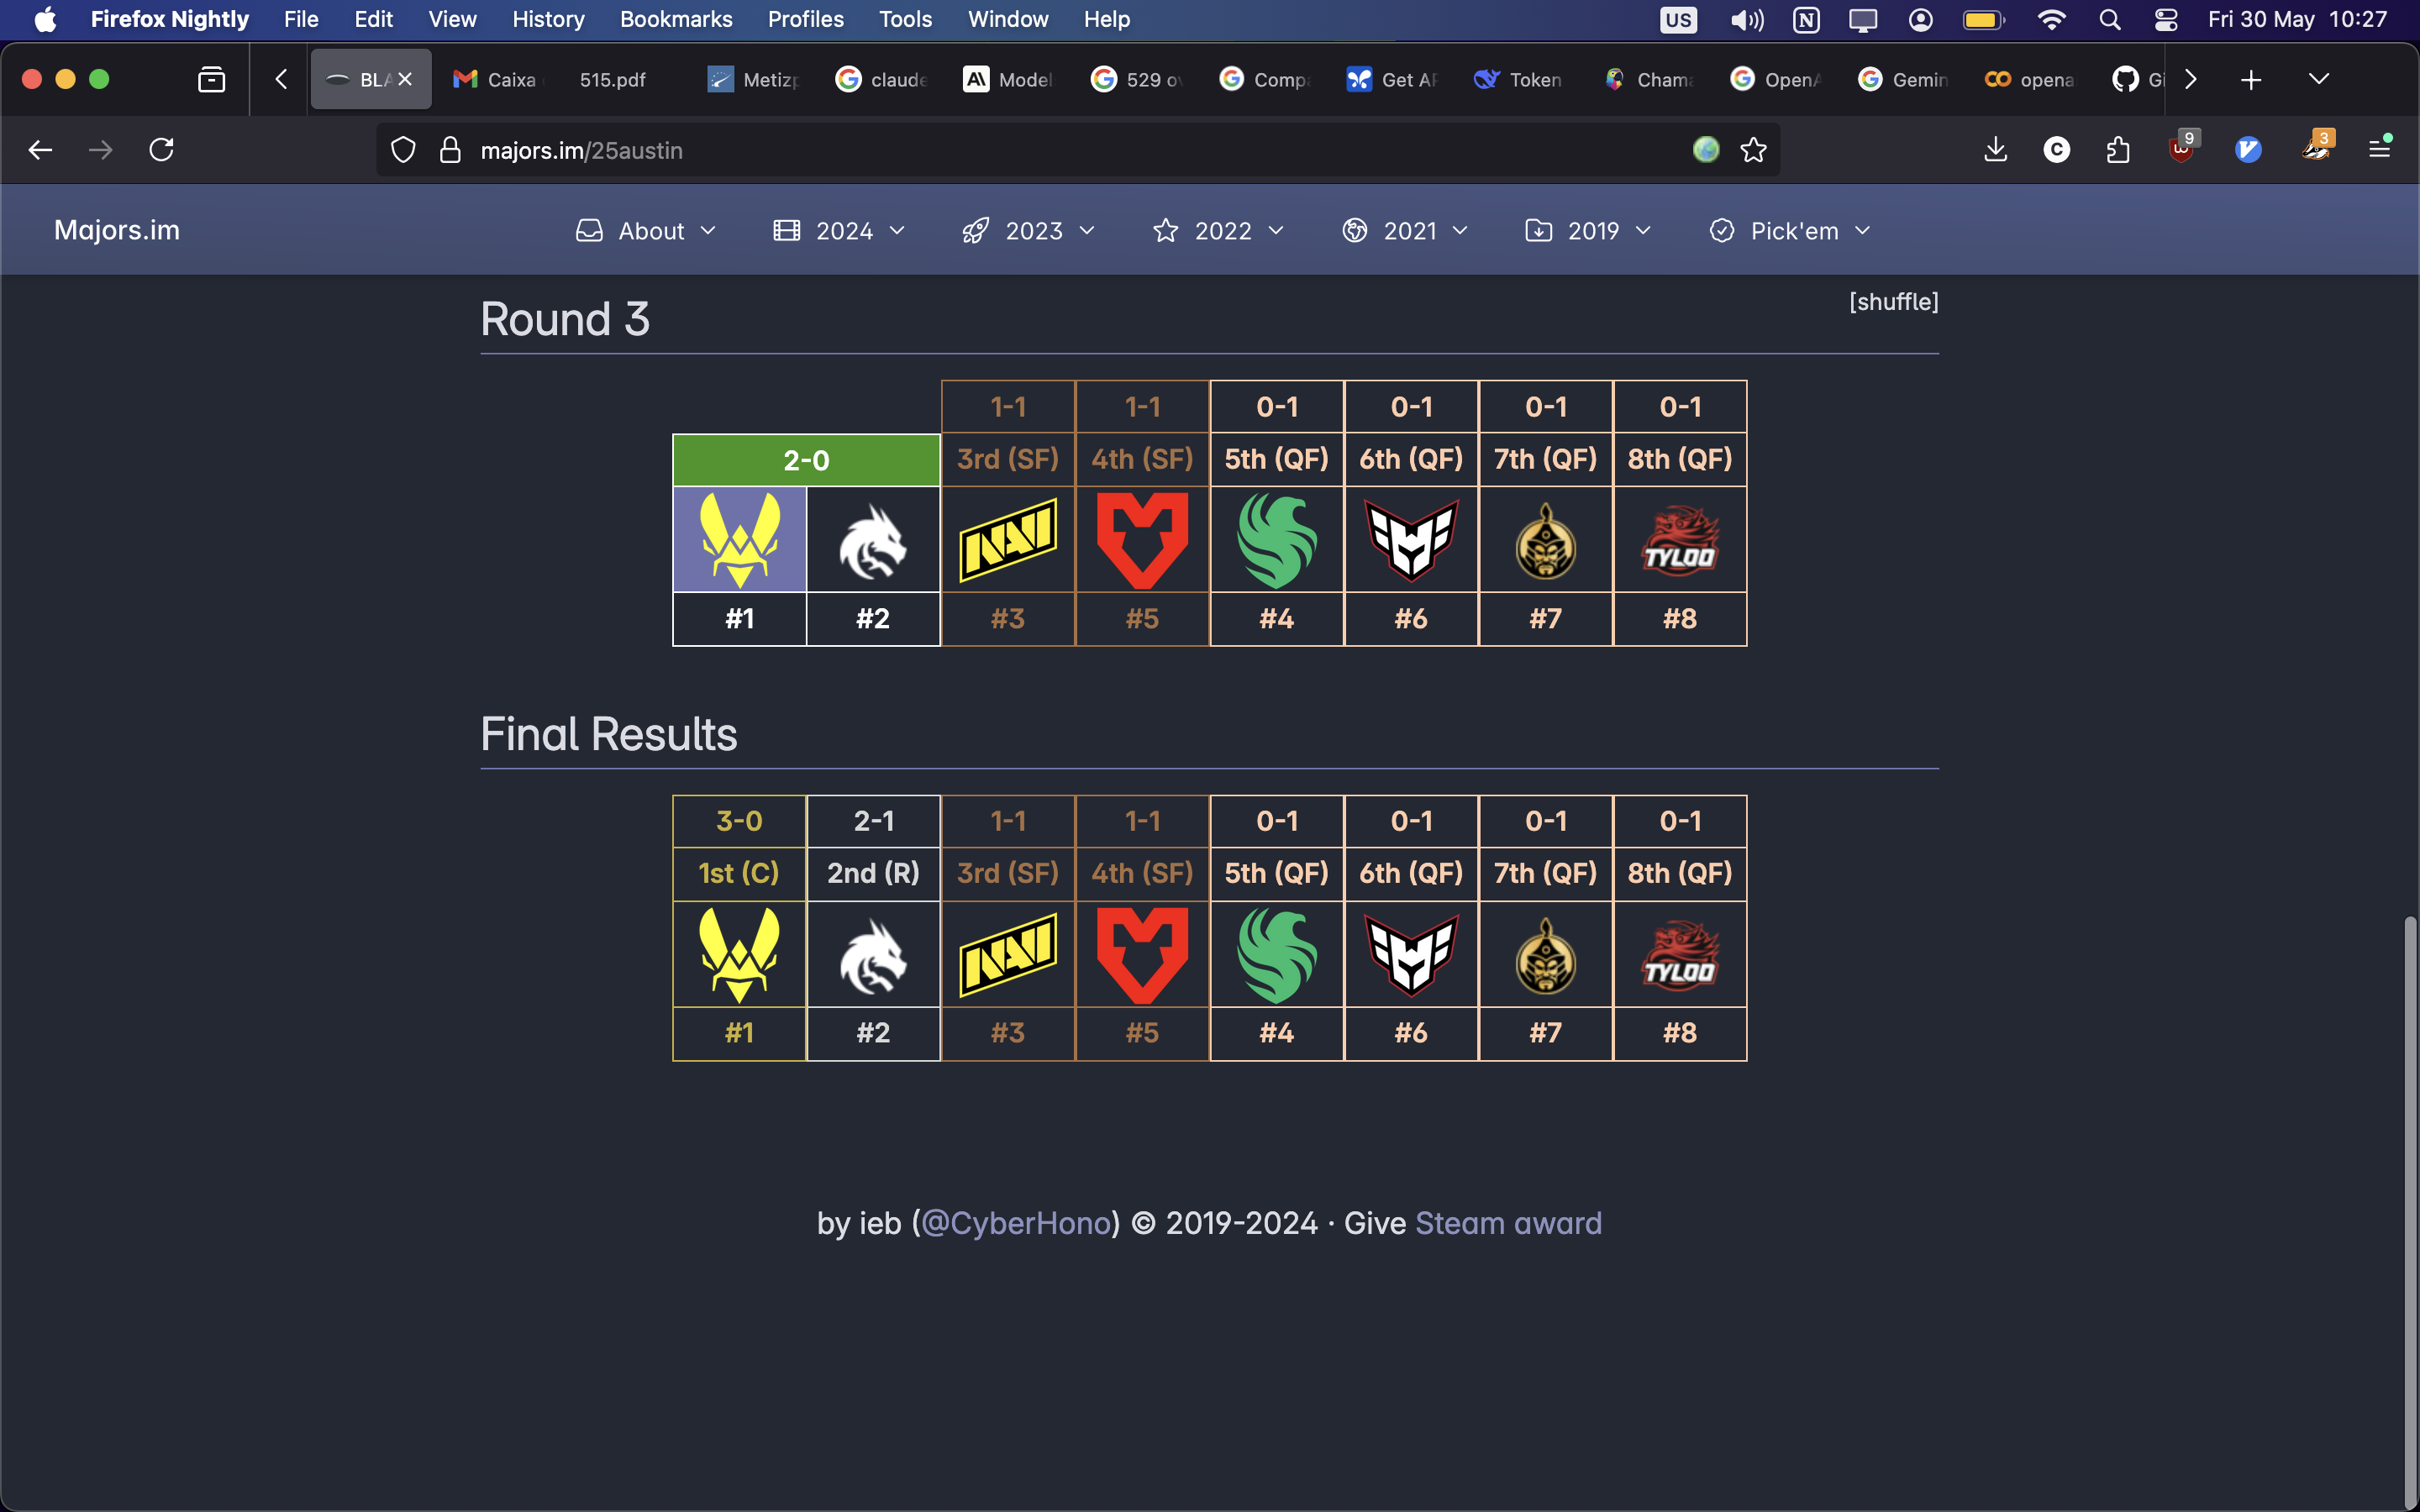 Firefox Nightly File Edit View History Bookmarks Profiles Tools Window Help US Fri 30 May 10:27
BLA Caixa 515.pdf Metizp claude Model 529 o Comp Get AP Token Chama OpenA Gemin opena Gi
majors.im/25austin 9 3
Majors.im About 2024 2023 2022 2021 2019 Pick'em
Round 3 [shuffle]
1-1 1-1 0-1 0-1 0-1 0-1
2-0 3rd (SF) 4th (SF) 5th (QF) 6th (QF) 7th (QF) 8th (QF)
NAVI TYLOO
#1 #2 #3 #5 #4 #6 #7 #8
Final Results
3-0 2-1 1-1 1-1 0-1 0-1 0-1 0-1
1st (C) 2nd (R) 3rd (SF) 4th (SF) 5th (QF) 6th (QF) 7th (QF) 8th (QF)
NAVI TYLOO
#1 #2 #3 #5 #4 #6 #7 #8
by ieb (@CyberHono) © 2019-2024 · Give Steam award